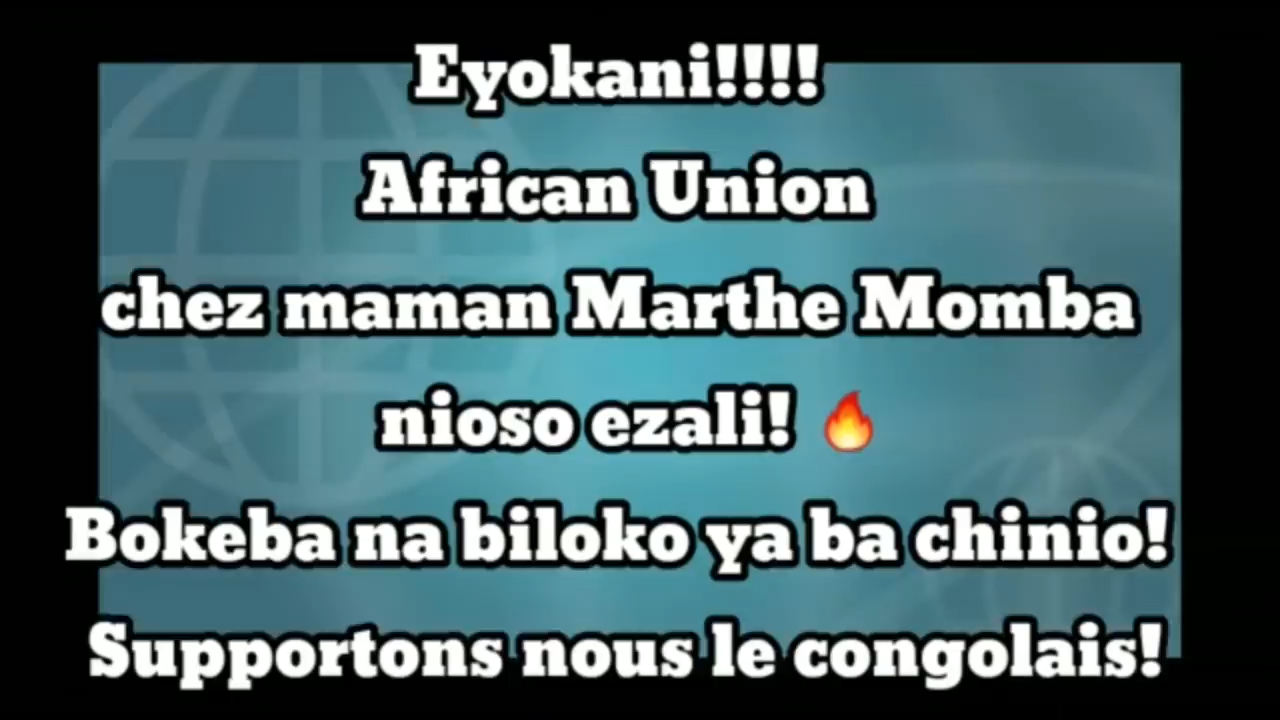 Eyokani!!!!
African Union
chez maman Marthe Momba
nioso ezali! 🔥
Bokeba na biloko ya ba chinio!
Supportons nous le congolais!